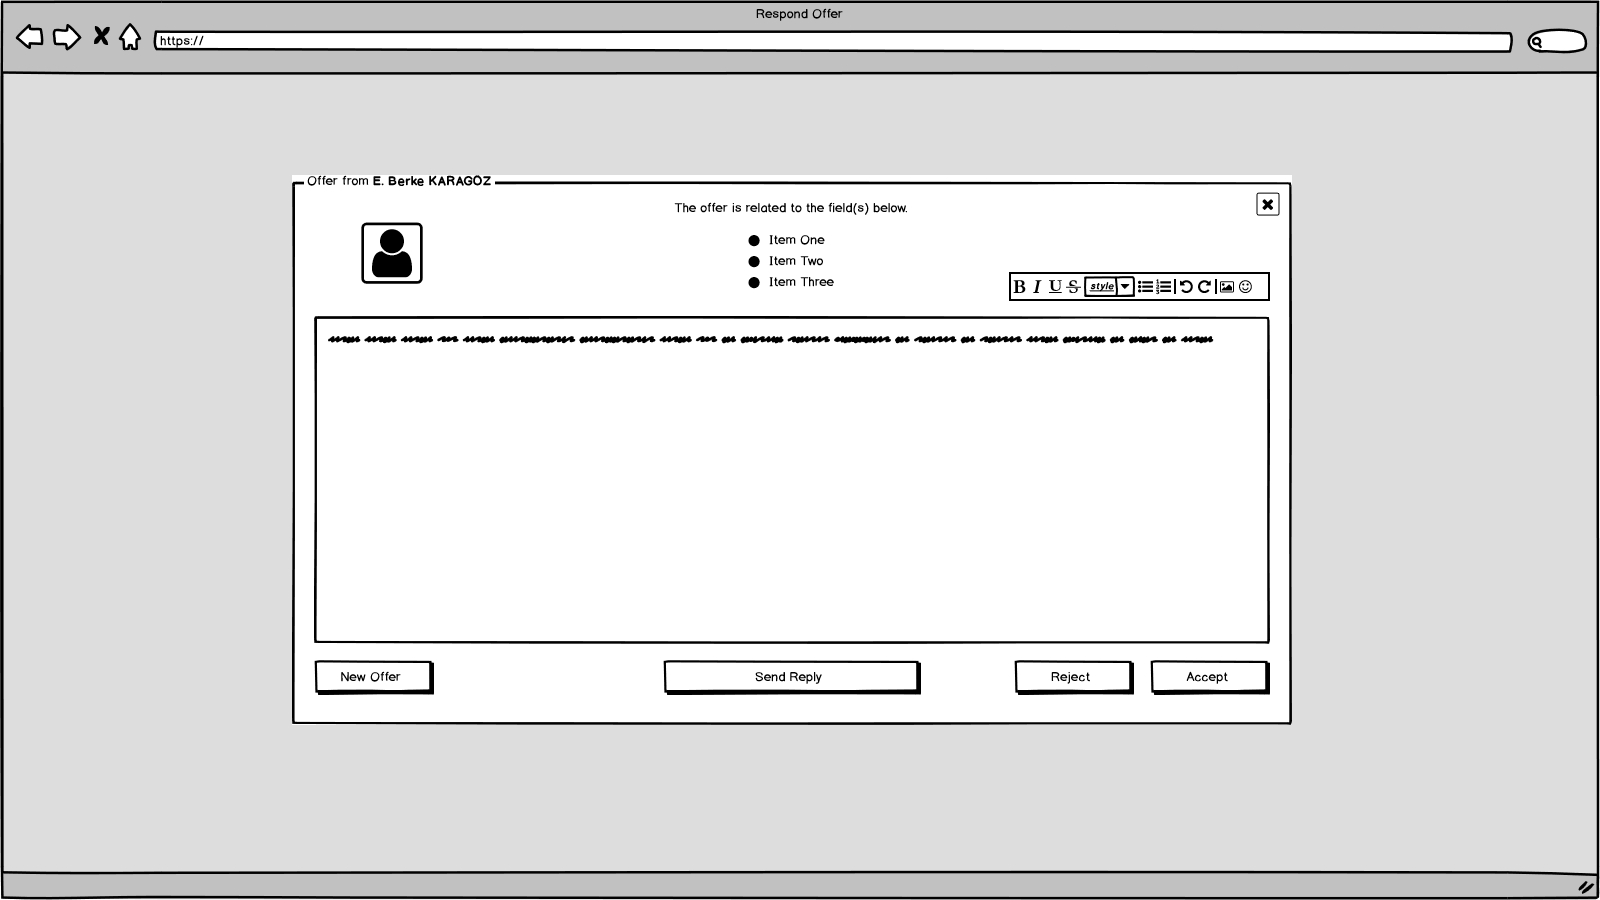 Respond Offer
https://
Offer from E. Berke KARAGÖZ
The offer is related to the field(s) below.
Item One
Item Two
Item Three
B I U S style
New Offer
Send Reply
Reject
Accept